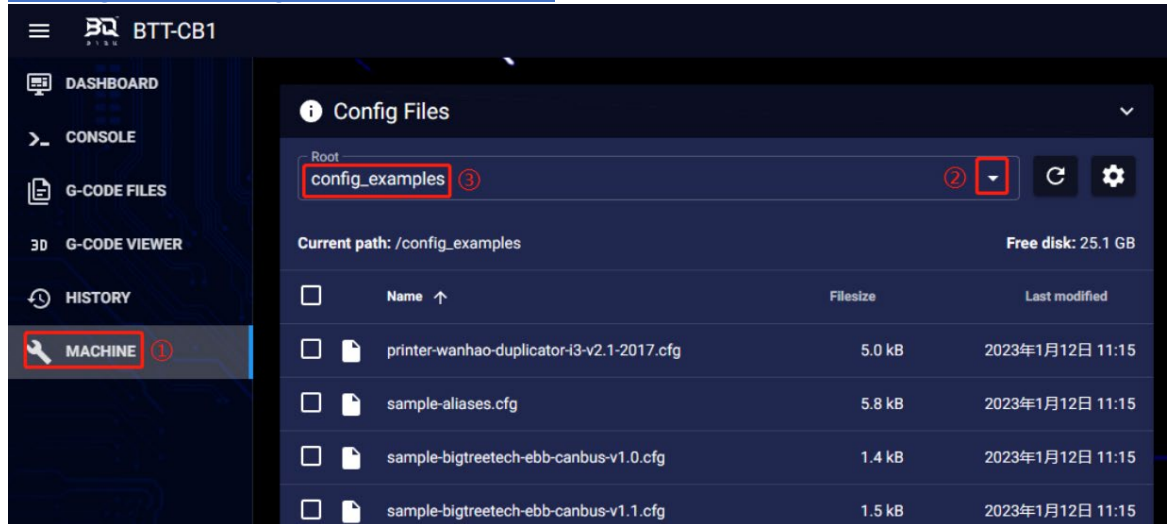 BTT-CB1
DASHBOARD
CONSOLE
G-CODE FILES
3D G-CODE VIEWER
HISTORY
MACHINE ①
Config Files
Root
config_examples ③ ②
Current path: /config_examples Free disk: 25.1 GB
Name ↑ Filesize Last modified
printer-wanhao-duplicator-i3-v2.1-2017.cfg 5.0 kB 2023年1月12日 11:15
sample-aliases.cfg 5.8 kB 2023年1月12日 11:15
sample-bigtreetech-ebb-canbus-v1.0.cfg 1.4 kB 2023年1月12日 11:15
sample-bigtreetech-ebb-canbus-v1.1.cfg 1.5 kB 2023年1月12日 11:15